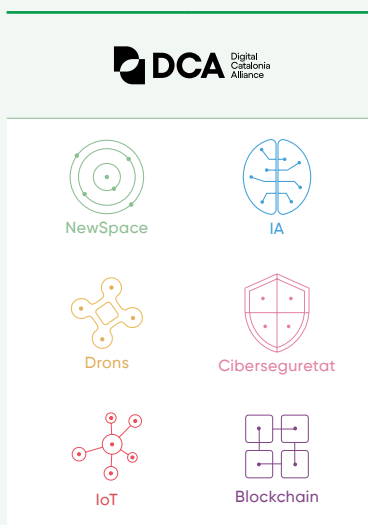 DCA
Digital
Catalonia
Alliance
NewSpace
IA
Drons
Ciberseguretat
IoT
Blockchain